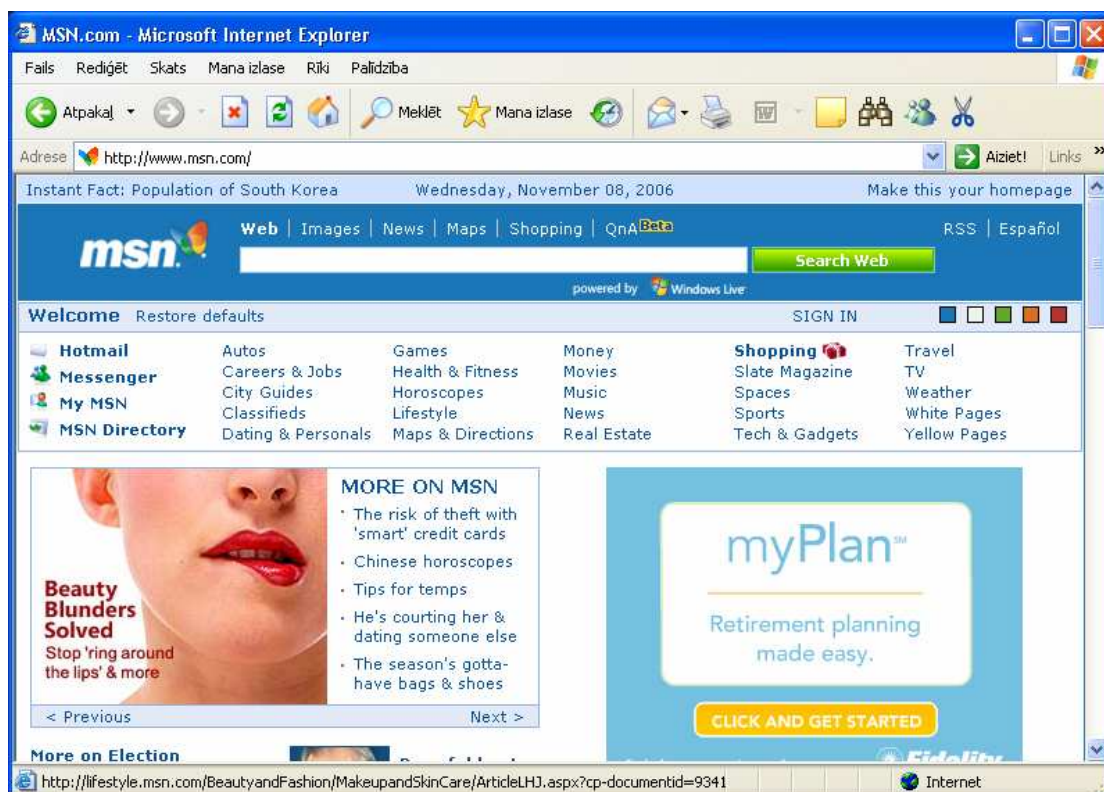 MSN.com - Microsoft Internet Explorer
Fails Rediģēt Skats Mana izlase Rīki Palīdzība
Atpakaļ Meklēt Mana izlase
Adrese http://www.msn.com/ Aiziet! Links »
Instant Fact: Population of South Korea Wednesday, November 08, 2006 Make this your homepage
Web | Images | News | Maps | Shopping | QnA Beta RSS | Español
msn
Search Web
powered by Windows Live
Welcome Restore defaults SIGN IN
Hotmail Autos Games Money Shopping Travel
Messenger Careers & Jobs Health & Fitness Movies Slate Magazine TV
My MSN City Guides Horoscopes Music Spaces Weather
MSN Directory Classifieds Lifestyle News Sports White Pages
Dating & Personals Maps & Directions Real Estate Tech & Gadgets Yellow Pages
Beauty
Blunders
Solved
Stop 'ring around
the lips' & more
MORE ON MSN
· The risk of theft with
'smart' credit cards
· Chinese horoscopes
· Tips for temps
· He's courting her &
dating someone else
· The season's gotta-
have bags & shoes
< Previous Next >
myPlan SM
Retirement planning
made easy.
CLICK AND GET STARTED
Fidelity
More on Election
http://lifestyle.msn.com/BeautyandFashion/MakeupandSkinCare/ArticleLHJ.aspx?cp-documentid=9341 Internet